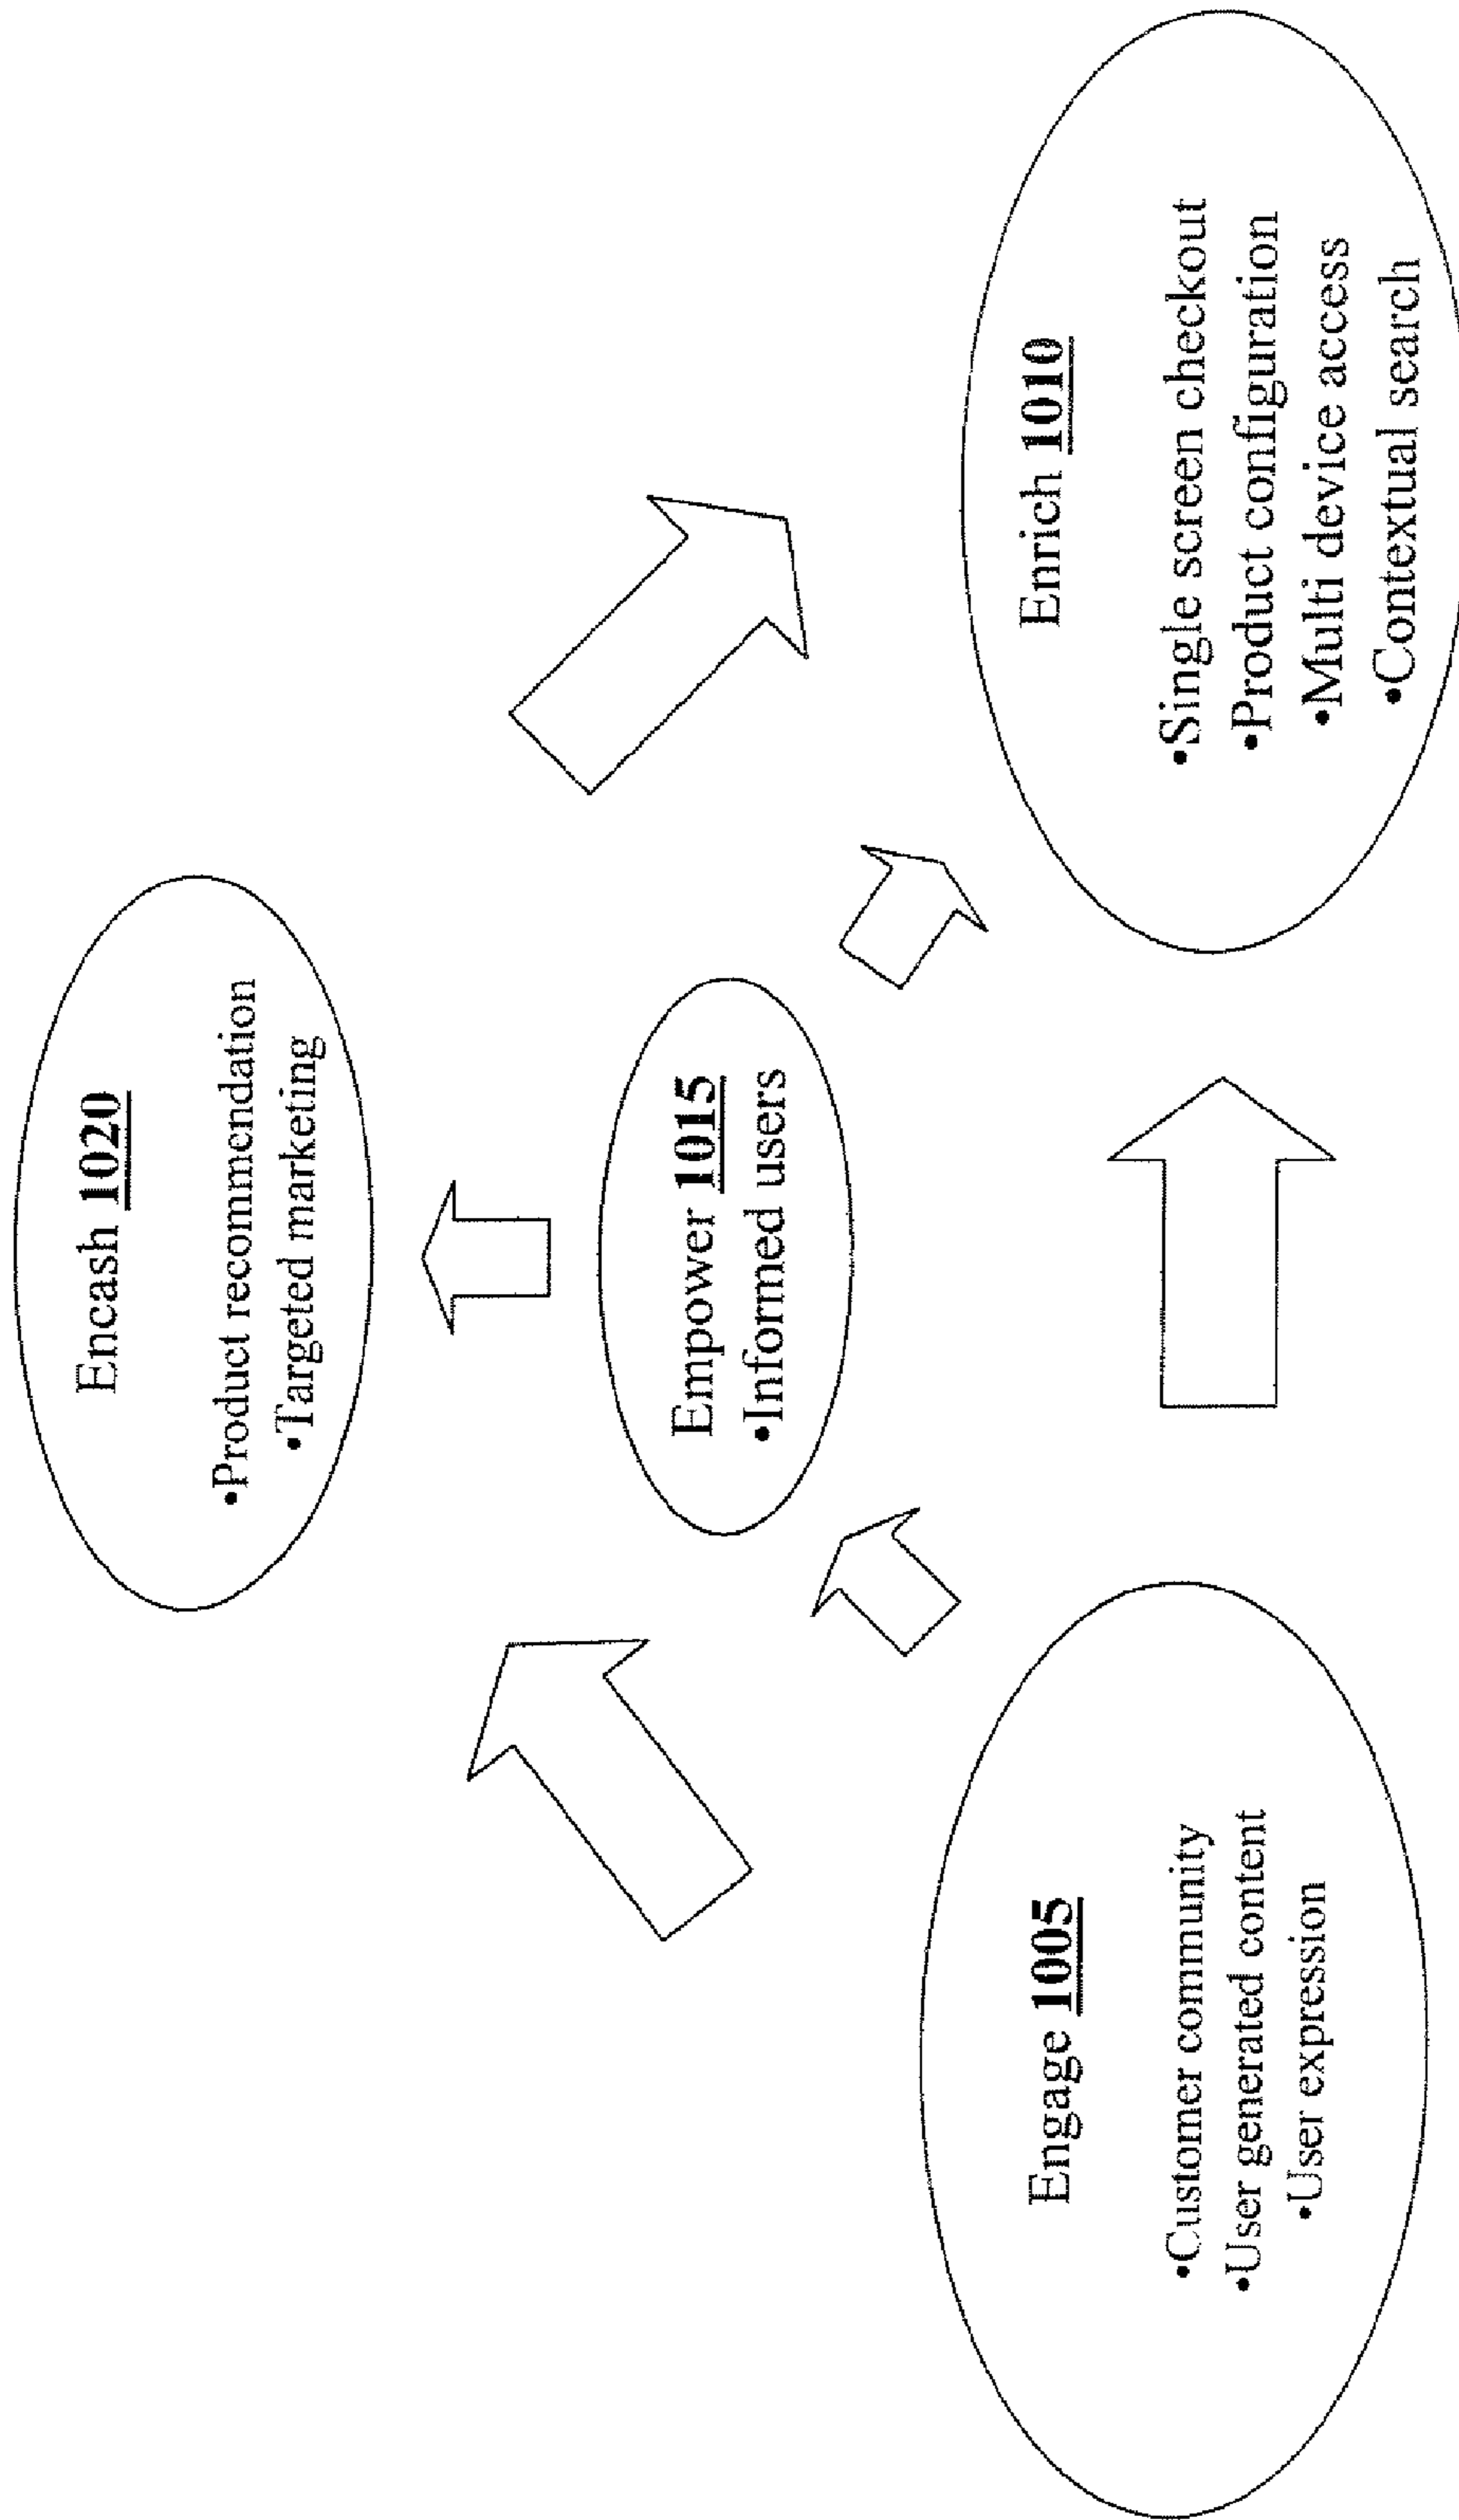 Encash 1020
•Product recommendation
•Targeted marketing
Empower 1015
•Informed users
Engage 1005
•Customer community
•User generated content
•User expression
Enrich 1010
•Single screen checkout
•Product configuration
•Multi device access
•Contextual search